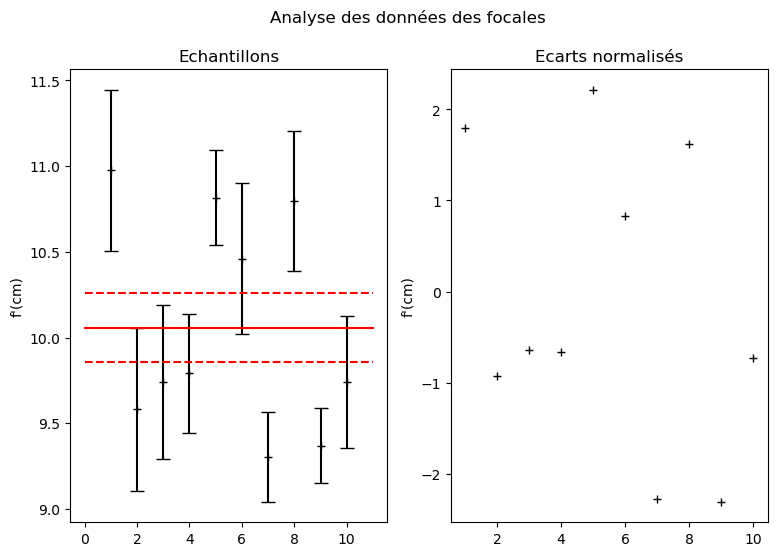 Analyse des données des focales
Echantillons
Ecarts normalisés
11.5
11.0
10.5
10.0
9.5
9.0
f'(cm)
0 2 4 6 8 10
2
1
0
−1
−2
f'(cm)
2 4 6 8 10